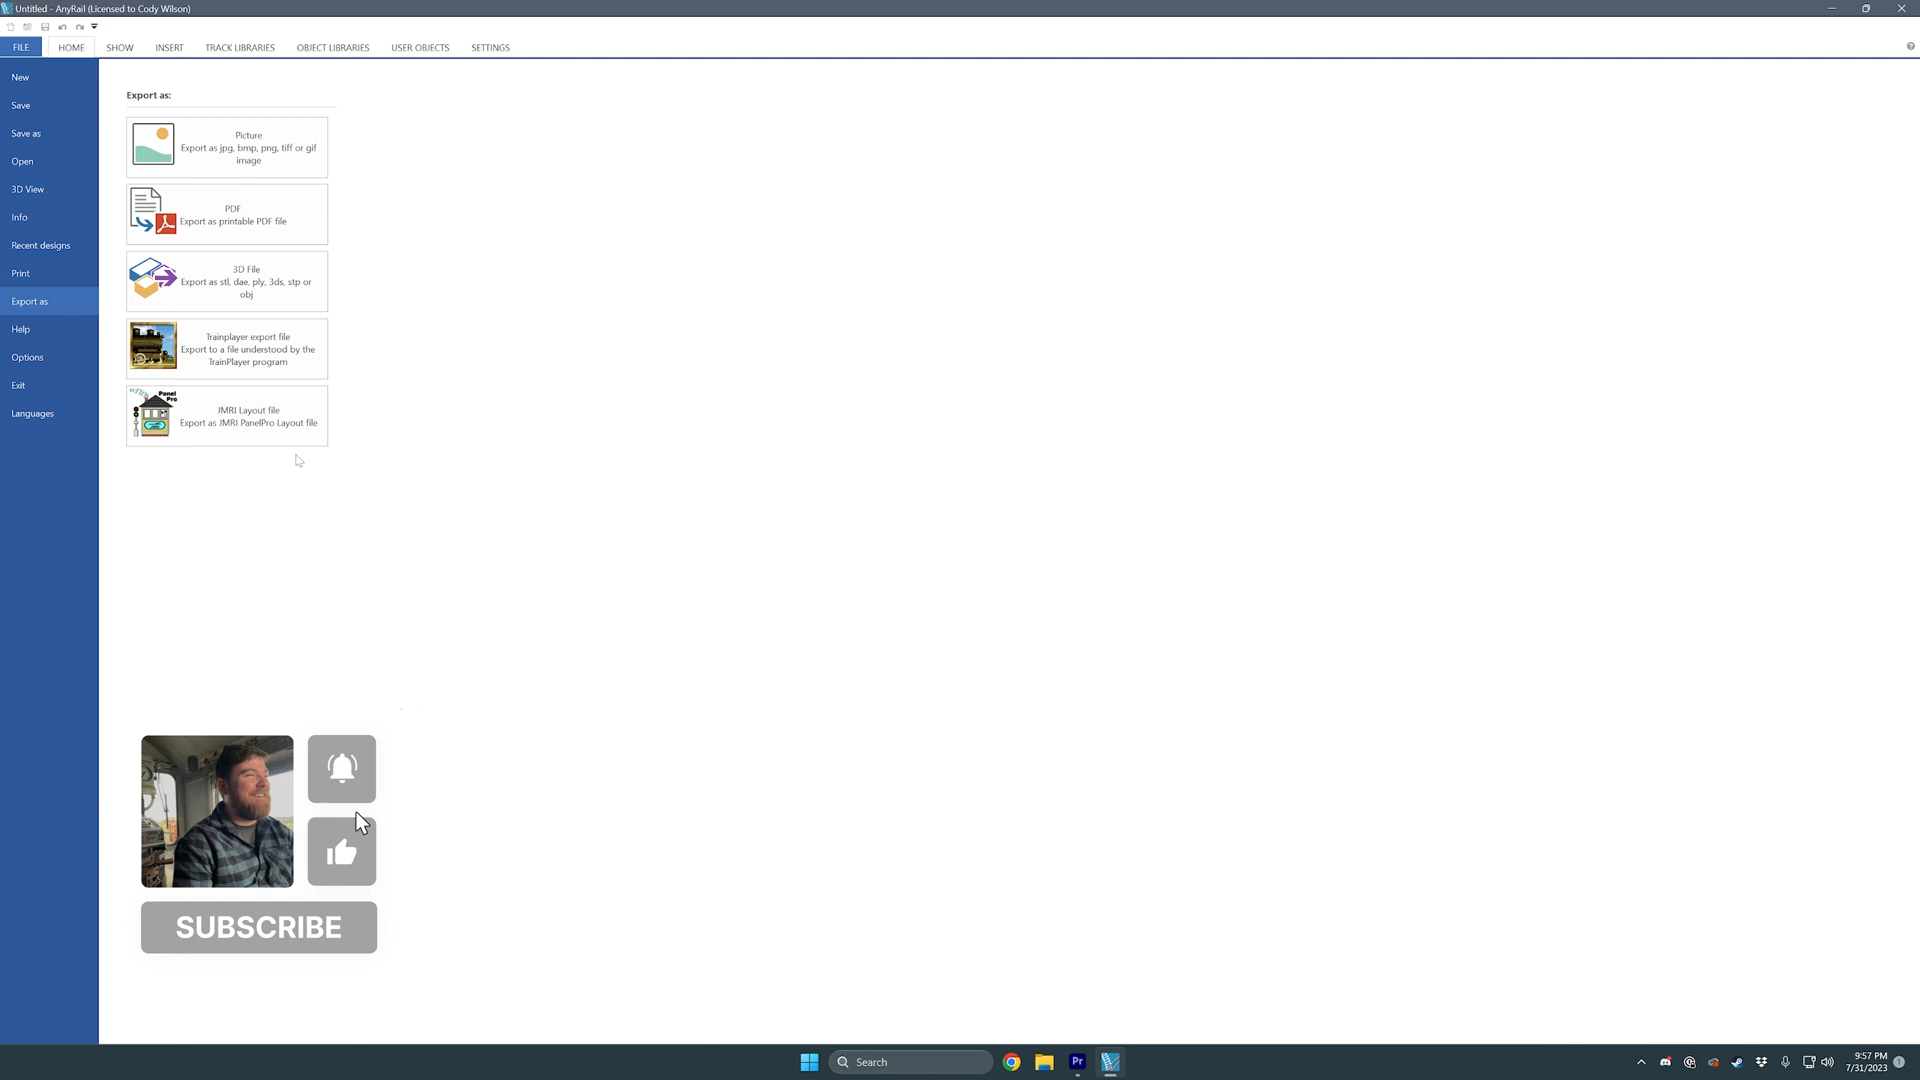 Untitled - AnyRail (Licensed to Cody Wilson)
FILE HOME SHOW INSERT TRACK LIBRARIES OBJECT LIBRARIES USER OBJECTS SETTINGS
New
Save
Save as
Open
3D View
Info
Recent designs
Print
Export as
Help
Options
Exit
Languages
Export as:
Picture
Export as jpg, bmp, png, tiff or gif
image
PDF
Export as printable PDF file
3D File
Export as stl, dae, ply, 3ds, stp or
obj
Trainplayer export file
Export to a file understood by the
TrainPlayer program
Panel
Pro
JMRI Layout file
Export as JMRI PanelPro Layout file
SUBSCRIBE
Search
Pr
9:57 PM
7/31/2023
1